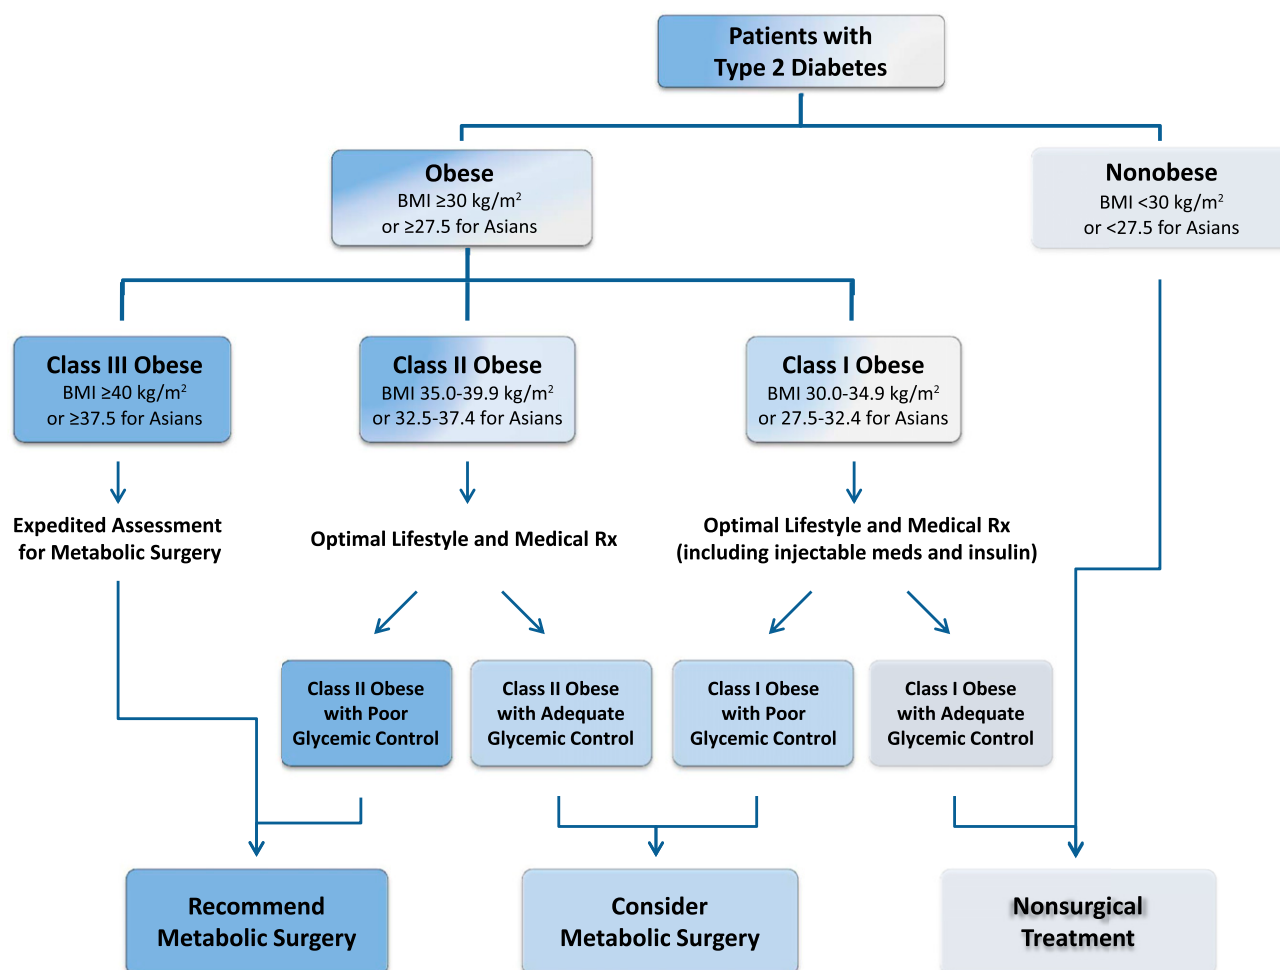 Patients with
Type 2 Diabetes
Obese
BMI ≥30 kg/m²
or ≥27.5 for Asians
Nonobese
BMI <30 kg/m²
or <27.5 for Asians
Class III Obese
BMI ≥40 kg/m²
or ≥37.5 for Asians
Class II Obese
BMI 35.0-39.9 kg/m²
or 32.5-37.4 for Asians
Class I Obese
BMI 30.0-34.9 kg/m²
or 27.5-32.4 for Asians
Expedited Assessment
for Metabolic Surgery
Optimal Lifestyle and Medical Rx
Optimal Lifestyle and Medical Rx
(including injectable meds and insulin)
Class II Obese
with Poor
Glycemic Control
Class II Obese
with Adequate
Glycemic Control
Class I Obese
with Poor
Glycemic Control
Class I Obese
with Adequate
Glycemic Control
Recommend
Metabolic Surgery
Consider
Metabolic Surgery
Nonsurgical
Treatment